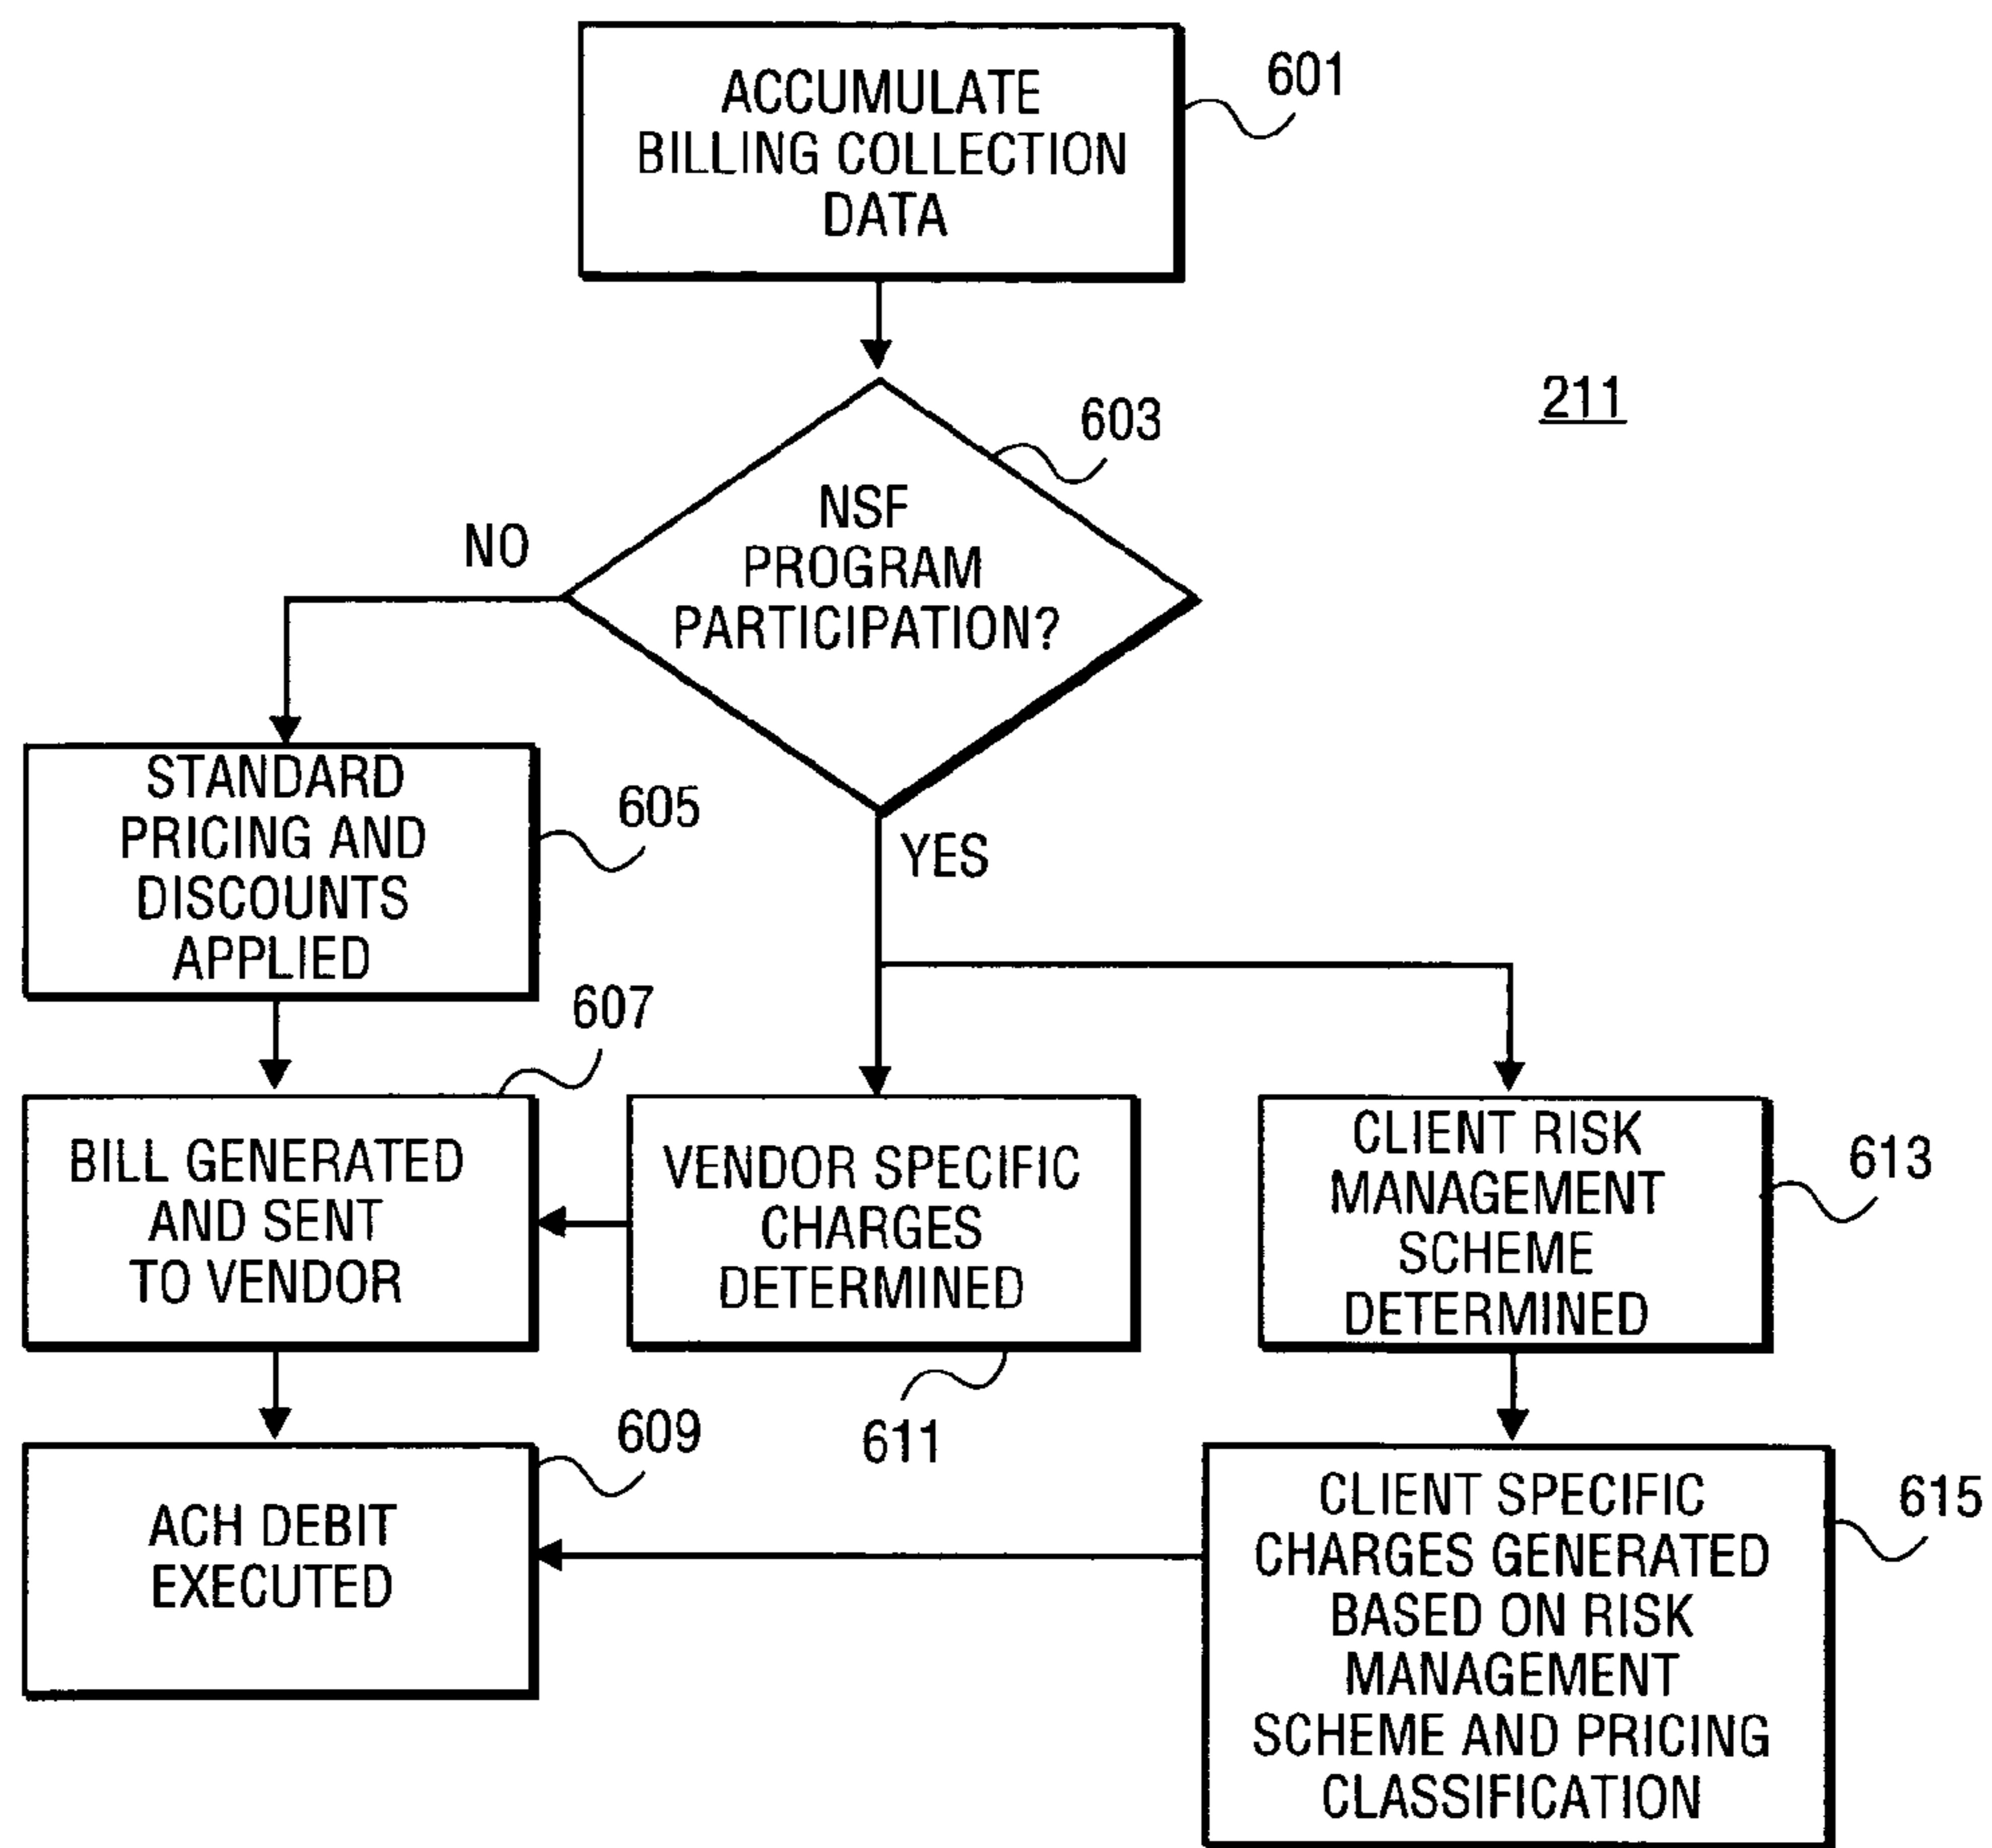 ACCUMULATE
BILLING COLLECTION
DATA
601
211
603
NSF
PROGRAM
PARTICIPATION?
NO
YES
STANDARD
PRICING AND
DISCOUNTS
APPLIED
605
607
BILL GENERATED
AND SENT
TO VENDOR
VENDOR SPECIFIC
CHARGES
DETERMINED
611
CLIENT RISK
MANAGEMENT
SCHEME
DETERMINED
613
609
ACH DEBIT
EXECUTED
CLIENT SPECIFIC
CHARGES GENERATED
BASED ON RISK
MANAGEMENT
SCHEME AND PRICING
CLASSIFICATION
615